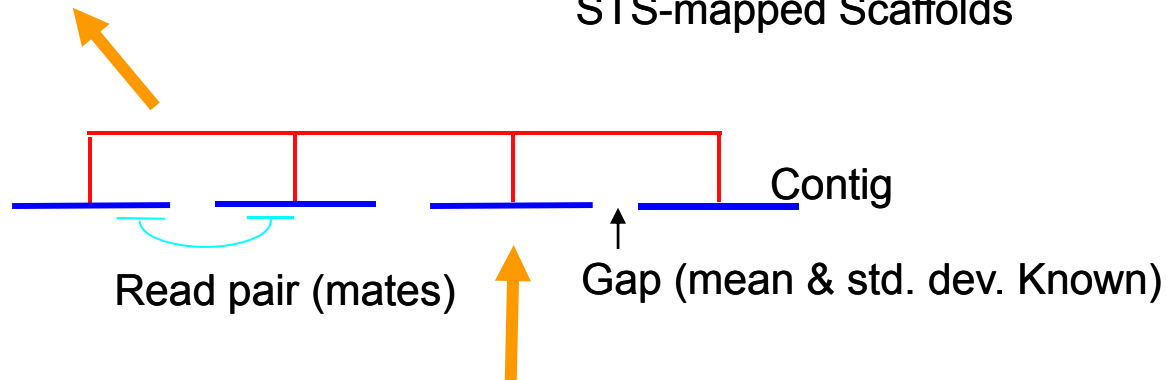 STS-mapped Scaffolds
Contig
Read pair (mates)
Gap (mean & std. dev. Known)